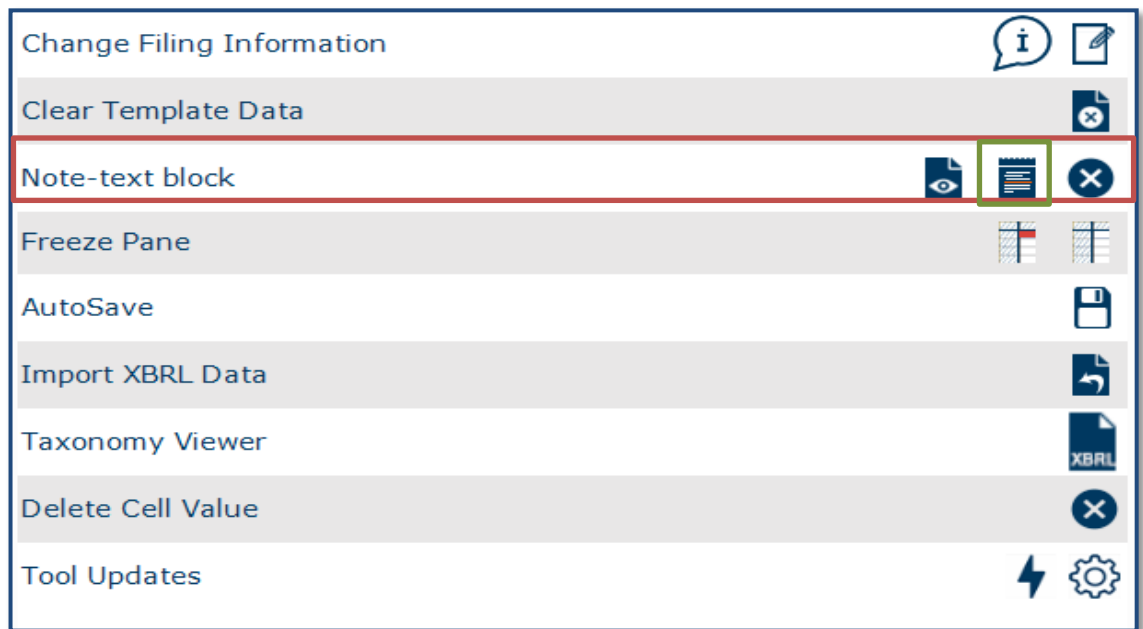 Change Filing Information
i
Clear Template Data
Note-text block
Freeze Pane
AutoSave
Import XBRL Data
Taxonomy Viewer
XBRL
Delete Cell Value
Tool Updates